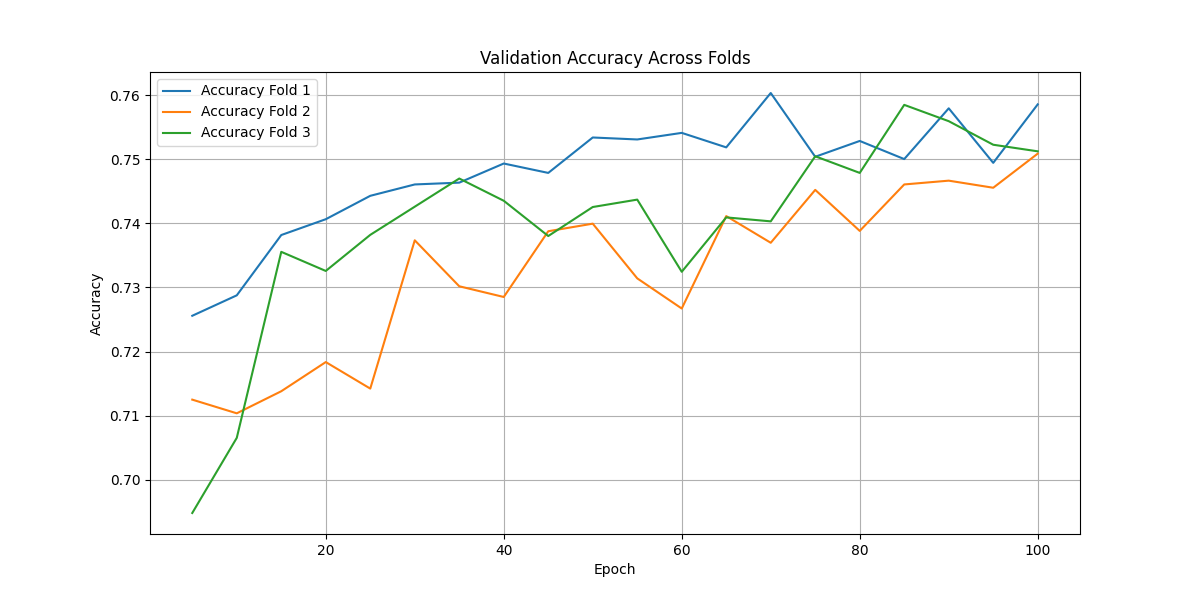 Validation Accuracy Across Folds
Accuracy Fold 1
Accuracy Fold 2
Accuracy Fold 3
Accuracy
0.76
0.75
0.74
0.73
0.72
0.71
0.70
20 40 60 80 100
Epoch